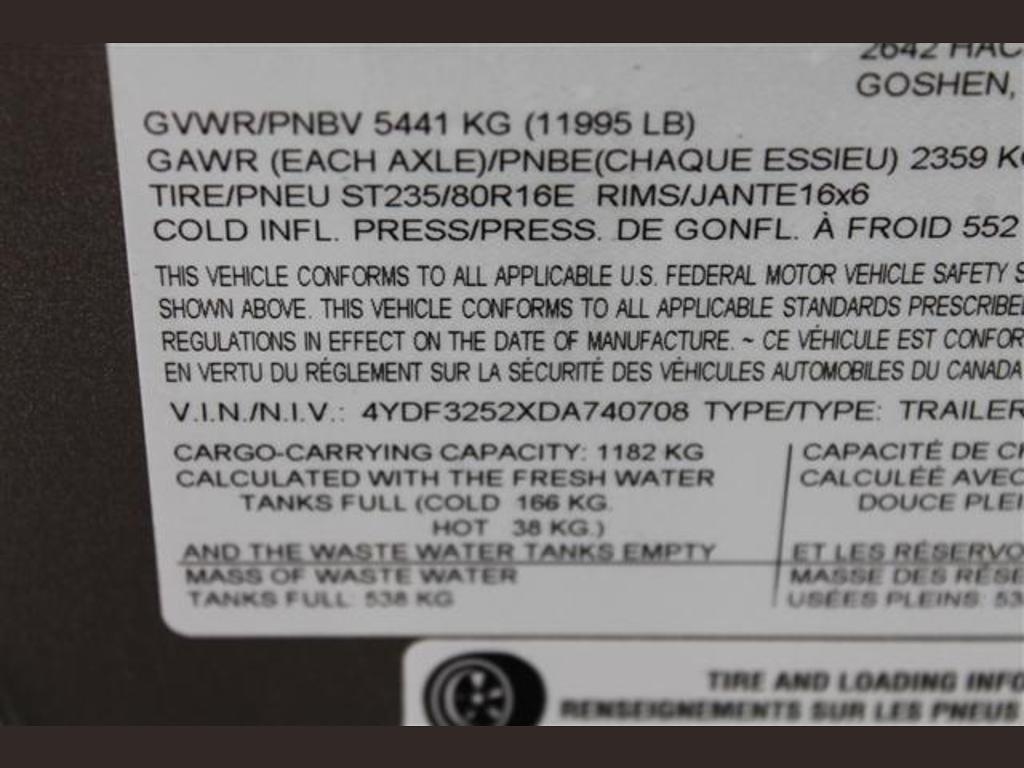 2642 HAC
GOSHEN,
GVWR/PNBV 5441 KG (11995 LB)
GAWR (EACH AXLE)/PNBE(CHAQUE ESSIEU) 2359 KG
TIRE/PNEU ST235/80R16E RIMS/JANTE16x6
COLD INFL. PRESS/PRESS. DE GONFL. À FROID 552
THIS VEHICLE CONFORMS TO ALL APPLICABLE U.S. FEDERAL MOTOR VEHICLE SAFETY S
SHOWN ABOVE. THIS VEHICLE CONFORMS TO ALL APPLICABLE STANDARDS PRESCRIBE
REGULATIONS IN EFFECT ON THE DATE OF MANUFACTURE. ~ CE VÉHICULE EST CONFOR
EN VERTU DU RÉGLEMENT SUR LA SÉCURITÉ DES VÉHICULES AUTOMOBILES DU CANADA
V.I.N./N.I.V.: 4YDF3252XDA740708 TYPE/TYPE: TRAILER
CARGO-CARRYING CAPACITY: 1182 KG
CALCULATED WITH THE FRESH WATER
TANKS FULL (COLD 166 KG.
HOT 38 KG.)
AND THE WASTE WATER TANKS EMPTY
MASS OF WASTE WATER
TANKS FULL: 538 KG
CAPACITÉ DE C
CALCULÉE AVEC
DOUCE PLEI
ET LES RÉSERVO
MASSE DES RÉSE
USÉES PLEINS: 53
TIRE AND LOADING INFO
RENSEIGNEMENTS SUR LES PNEUS